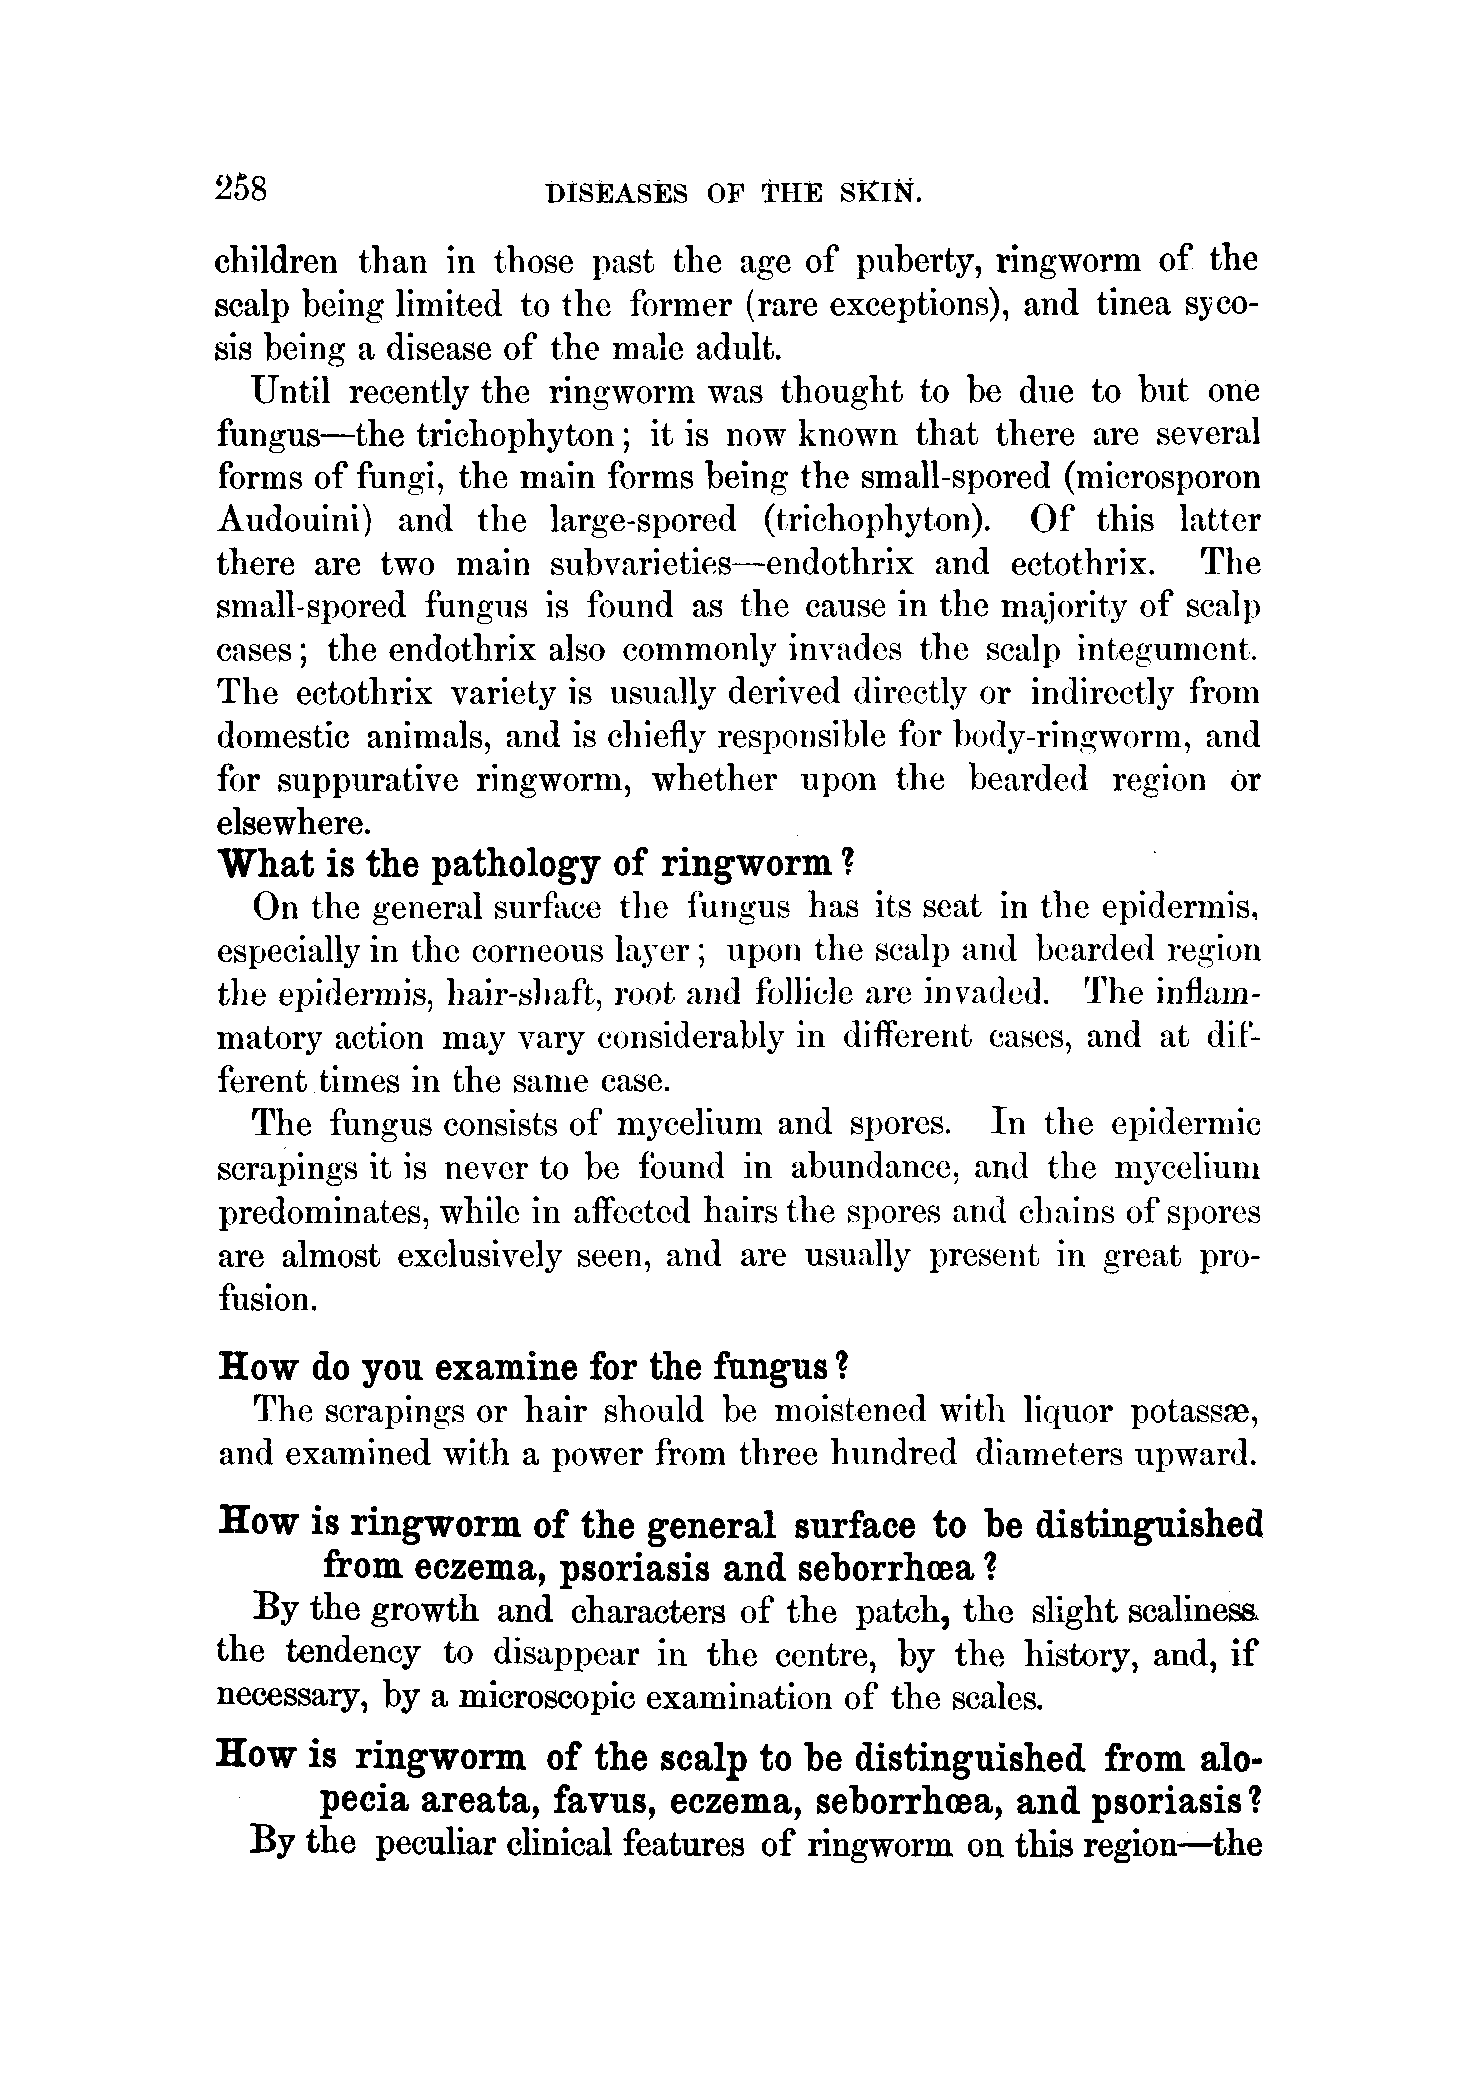 258 DISEASES OF THE SKIN.
children than in those past the age of puberty, ringworm of the
scalp being limited to the former (rare exceptions), and tinea syco-
sis being a disease of the male adult.
Until recently the ringworm was thought to be due to but one
fungus—the trichophyton; it is now known that there are several
forms of fungi, the main forms being the small-spored (microsporon
Audouini) and the large-spored (trichophyton). Of this latter
there are two main subvarieties—endothrix and ectothrix. The
small-spored fungus is found as the cause in the majority of scalp
cases; the endothrix also commonly invades the scalp integument.
The ectothrix variety is usually derived directly or indirectly from
domestic animals, and is chiefly responsible for body-ringworm, and
for suppurative ringworm, whether upon the bearded region or
elsewhere.
What is the pathology of ringworm?
On the general surface the fungus has its seat in the epidermis,
especially in the corneous layer; upon the scalp and bearded region
the epidermis, hair-shaft, root and follicle are invaded. The inflam-
matory action may vary considerably in different cases, and at dif-
ferent times in the same case.
The fungus consists of mycelium and spores. In the epidermic
scrapings it is never to be found in abundance, and the mycelium
predominates, while in affected hairs the spores and chains of spores
are almost exclusively seen, and are usually present in great pro-
fusion.
How do you examine for the fungus?
The scrapings or hair should be moistened with liquor potassæ,
and examined with a power from three hundred diameters upward.
How is ringworm of the general surface to be distinguished
from eczema, psoriasis and seborrhœa?
By the growth and characters of the patch, the slight scaliness
the tendency to disappear in the centre, by the history, and, if
necessary, by a microscopic examination of the scales.
How is ringworm of the scalp to be distinguished from alo-
pecia areata, favus, eczema, seborrhœa, and psoriasis?
By the peculiar clinical features of ringworm on this region—the